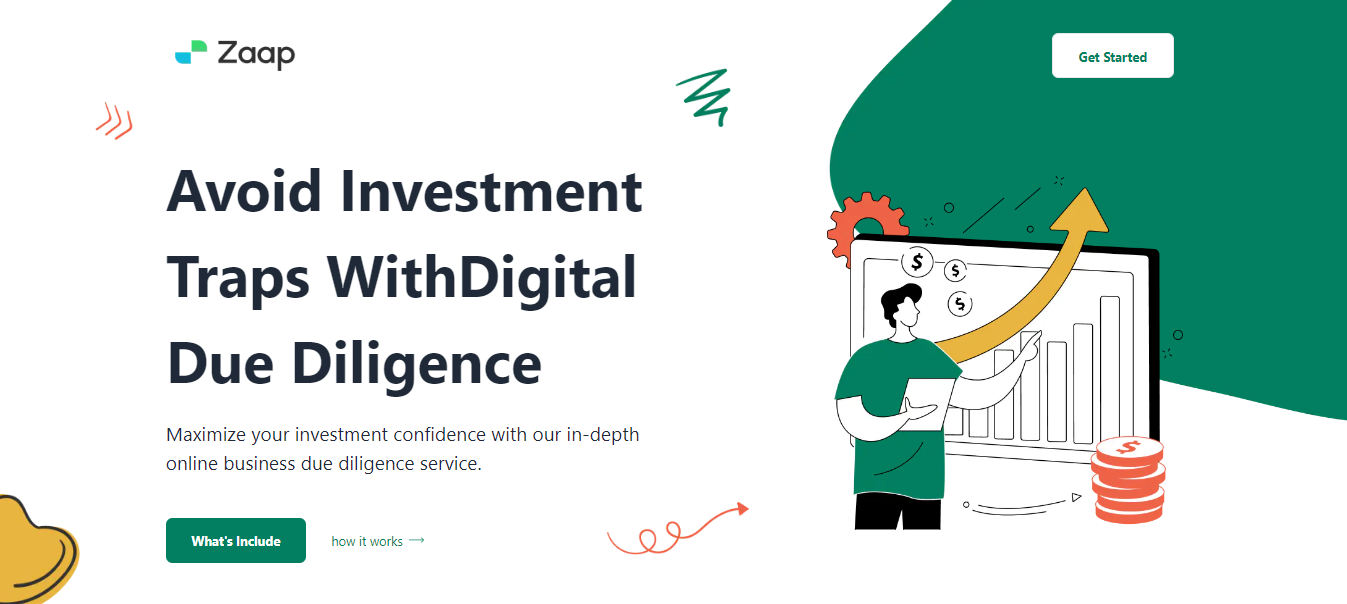 Zaap
Get Started
Avoid Investment
Traps WithDigital
Due Diligence
Maximize your investment confidence with our in-depth
online business due diligence service.
What's Include
how it works
$
$
$
$